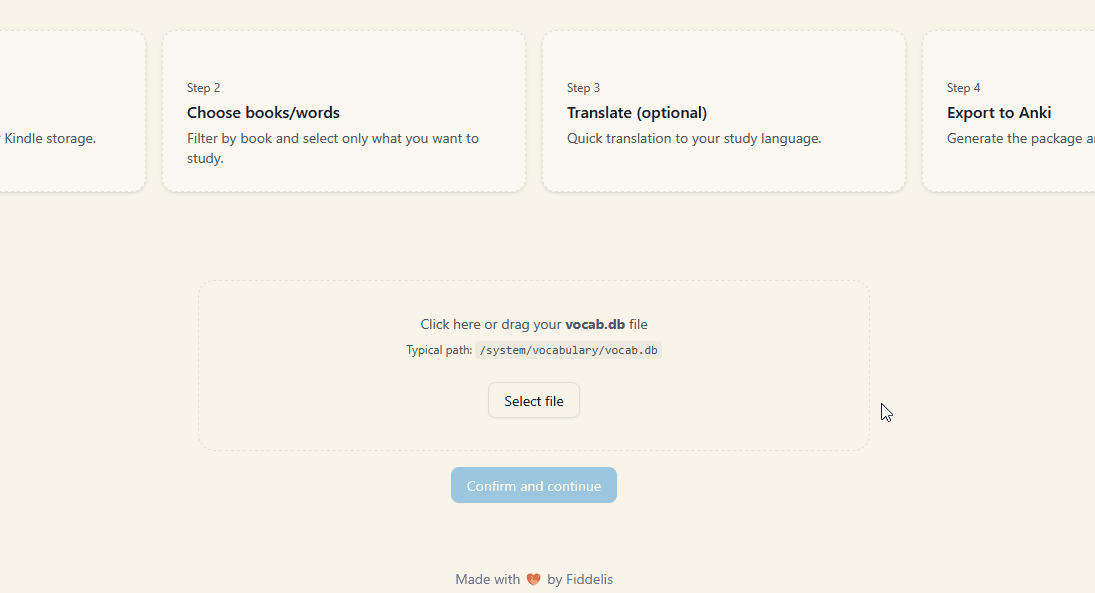 Kindle storage.
Step 2
Choose books/words
Filter by book and select only what you want to
study.
Step 3
Translate (optional)
Quick translation to your study language.
Step 4
Export to Anki
Generate the package
Click here or drag your vocab.db file
Typical path: /system/vocabulary/vocab.db
Select file
Confirm and continue
Made with by Fiddelis